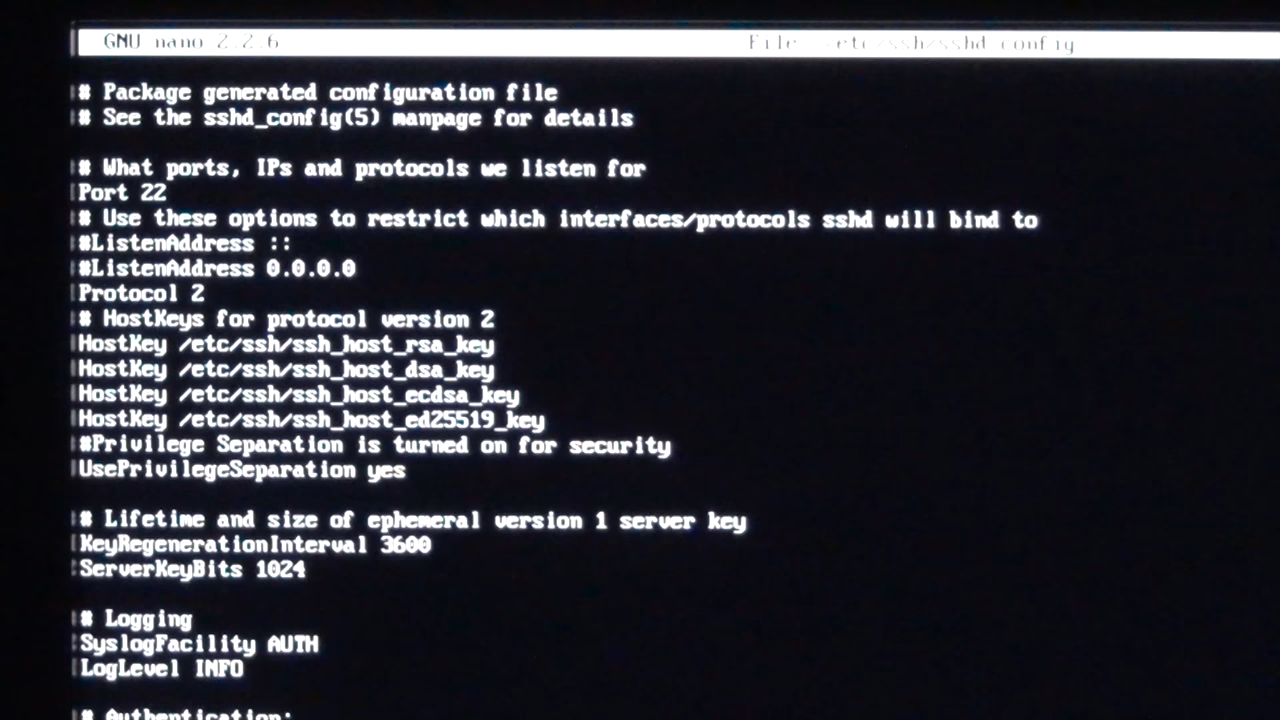 GNU nano 2.2.6 File: /etc/ssh/sshd_config
# Package generated configuration file
# See the sshd_config(5) manpage for details
# What ports, IPs and protocols we listen for
Port 22
# Use these options to restrict which interfaces/protocols sshd will bind to
#ListenAddress ::
#ListenAddress 0.0.0.0
Protocol 2
# HostKeys for protocol version 2
HostKey /etc/ssh/ssh_host_rsa_key
HostKey /etc/ssh/ssh_host_dsa_key
HostKey /etc/ssh/ssh_host_ecdsa_key
HostKey /etc/ssh/ssh_host_ed25519_key
#Privilege Separation is turned on for security
UsePrivilegeSeparation yes
# Lifetime and size of ephemeral version 1 server key
KeyRegenerationInterval 3600
ServerKeyBits 1024
# Logging
SyslogFacility AUTH
LogLevel INFO
# Authentication: